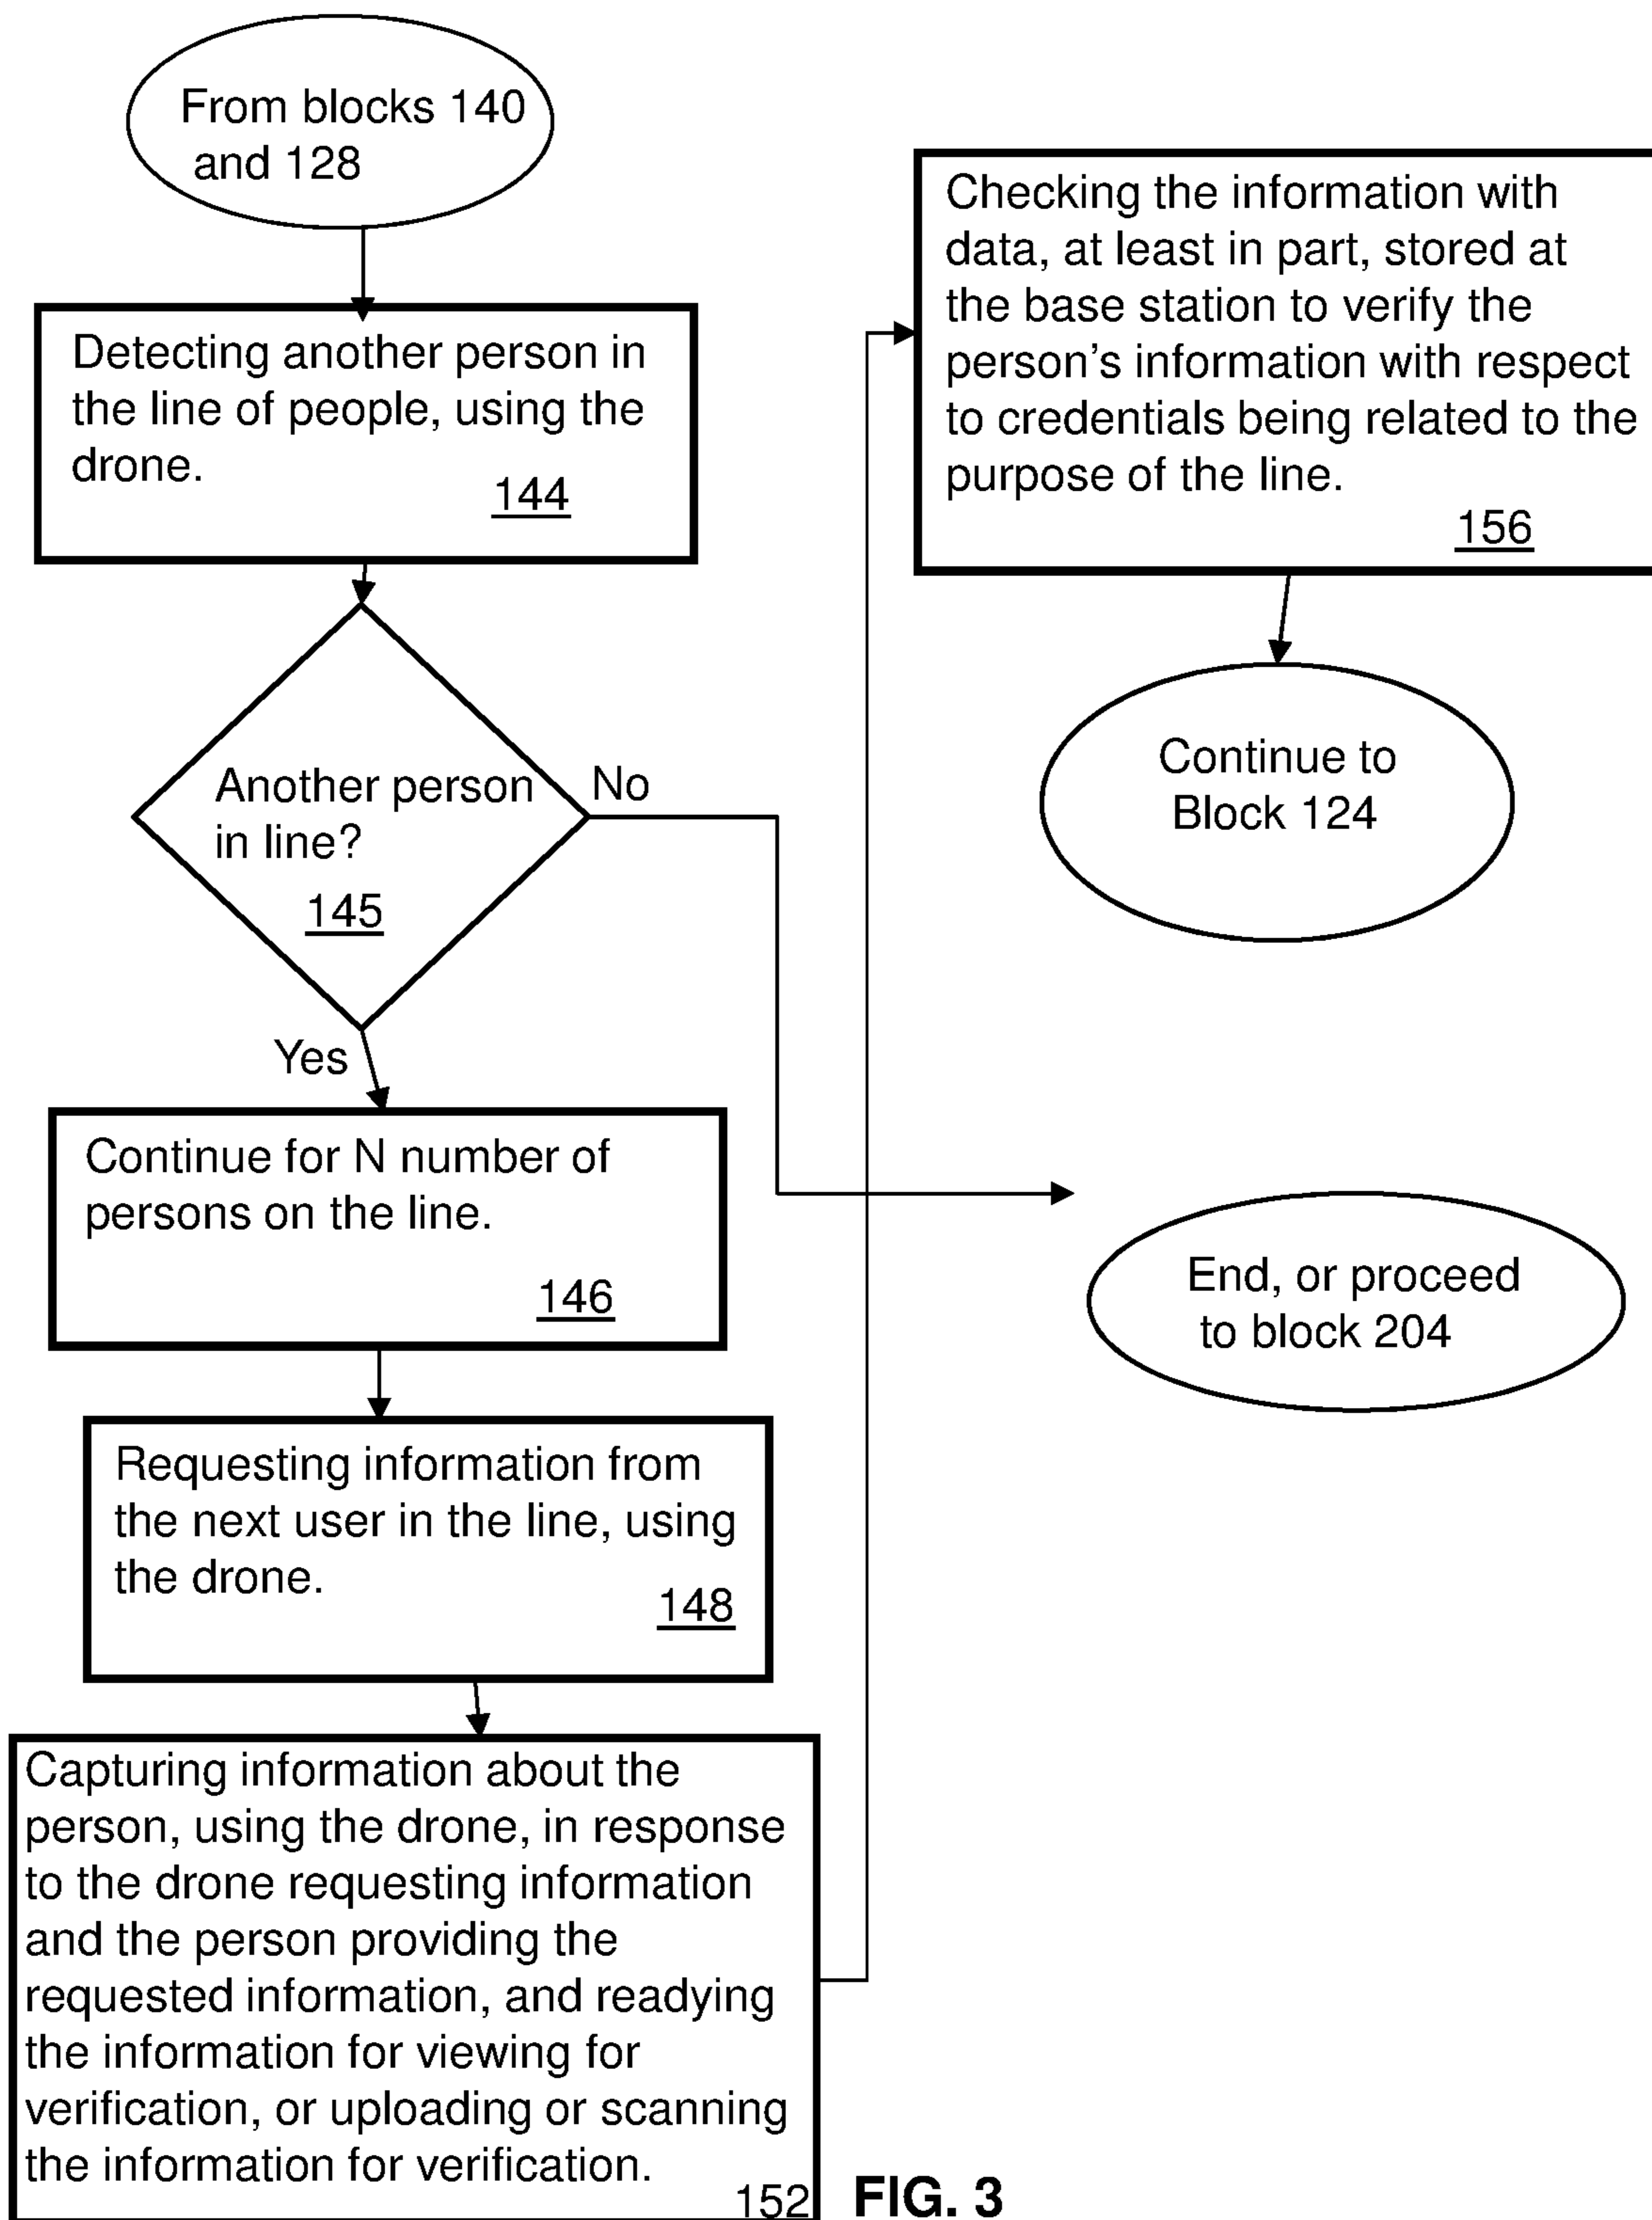 From blocks 140
and 128
Detecting another person in
the line of people, using the
drone.
144
Another person
in line?
145
No
Yes
Continue for N number of
persons on the line.
146
Requesting information from
the next user in the line, using
the drone.
148
Capturing information about the
person, using the drone, in response
to the drone requesting information
and the person providing the
requested information, and readying
the information for viewing for
verification, or uploading or scanning
the information for verification.
152
Checking the information with
data, at least in part, stored at
the base station to verify the
person's information with respect
to credentials being related to the
purpose of the line.
156
Continue to
Block 124
End, or proceed
to block 204
FIG. 3